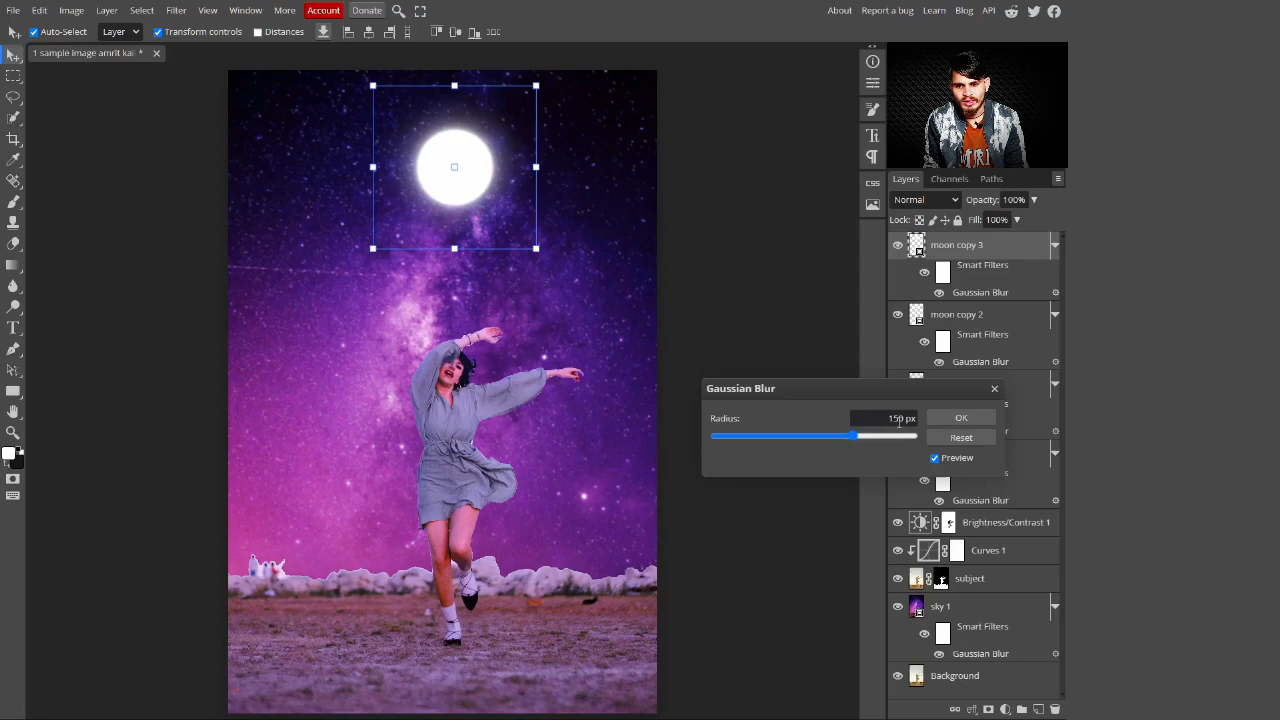 File Edit Image Layer Select Filter View Window More Account Donate About Report a bug Learn Blog API
Auto-Select Layer Transform controls Distances
1 sample image amrit kai *
Layers Channels Paths
Normal Opacity: 100%
Lock: Fill: 100%
moon copy 3
Smart Filters
Gaussian Blur
moon copy 2
Smart Filters
Gaussian Blur
Gaussian Blur
Radius: 150 px OK
Reset
Preview
Gaussian Blur
Brightness/Contrast 1
Curves 1
subject
sky 1
Smart Filters
Gaussian Blur
Background
CSS